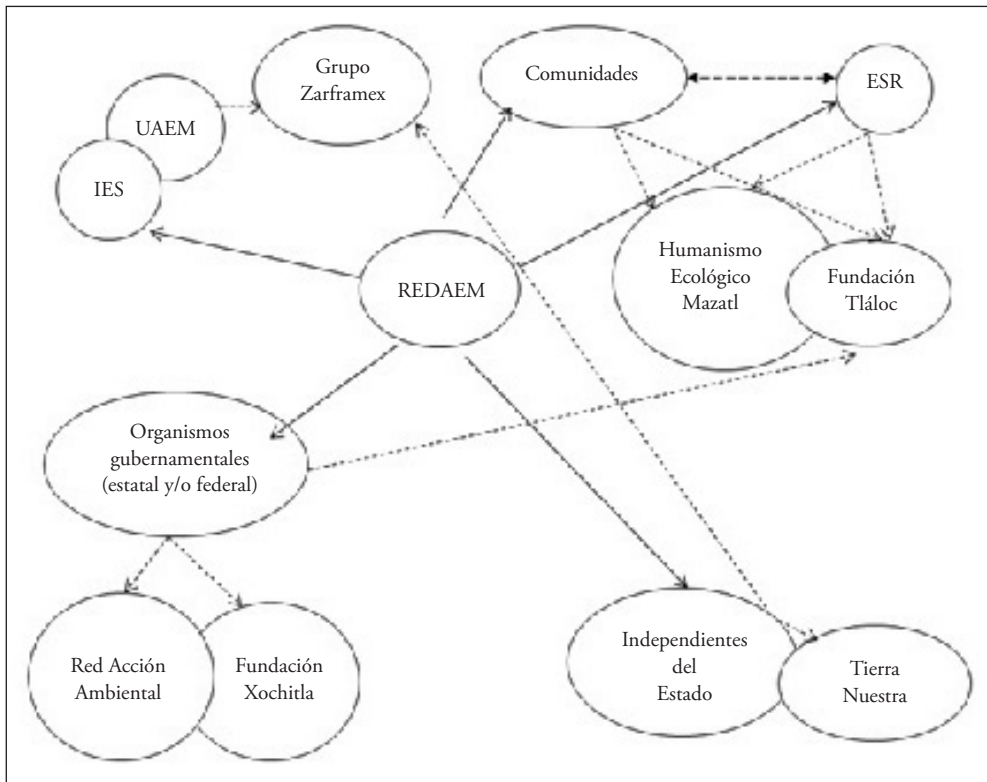 Grupo
Zarframex
Comunidades
ESR
UAEM
IES
REDAEM
Humanismo
Ecológico
Mazatl
Fundación
Tláloc
Organismos
gubernamentales
(estatal y/o federal)
Red Acción
Ambiental
Fundación
Xochitla
Independientes
del
Estado
Tierra
Nuestra